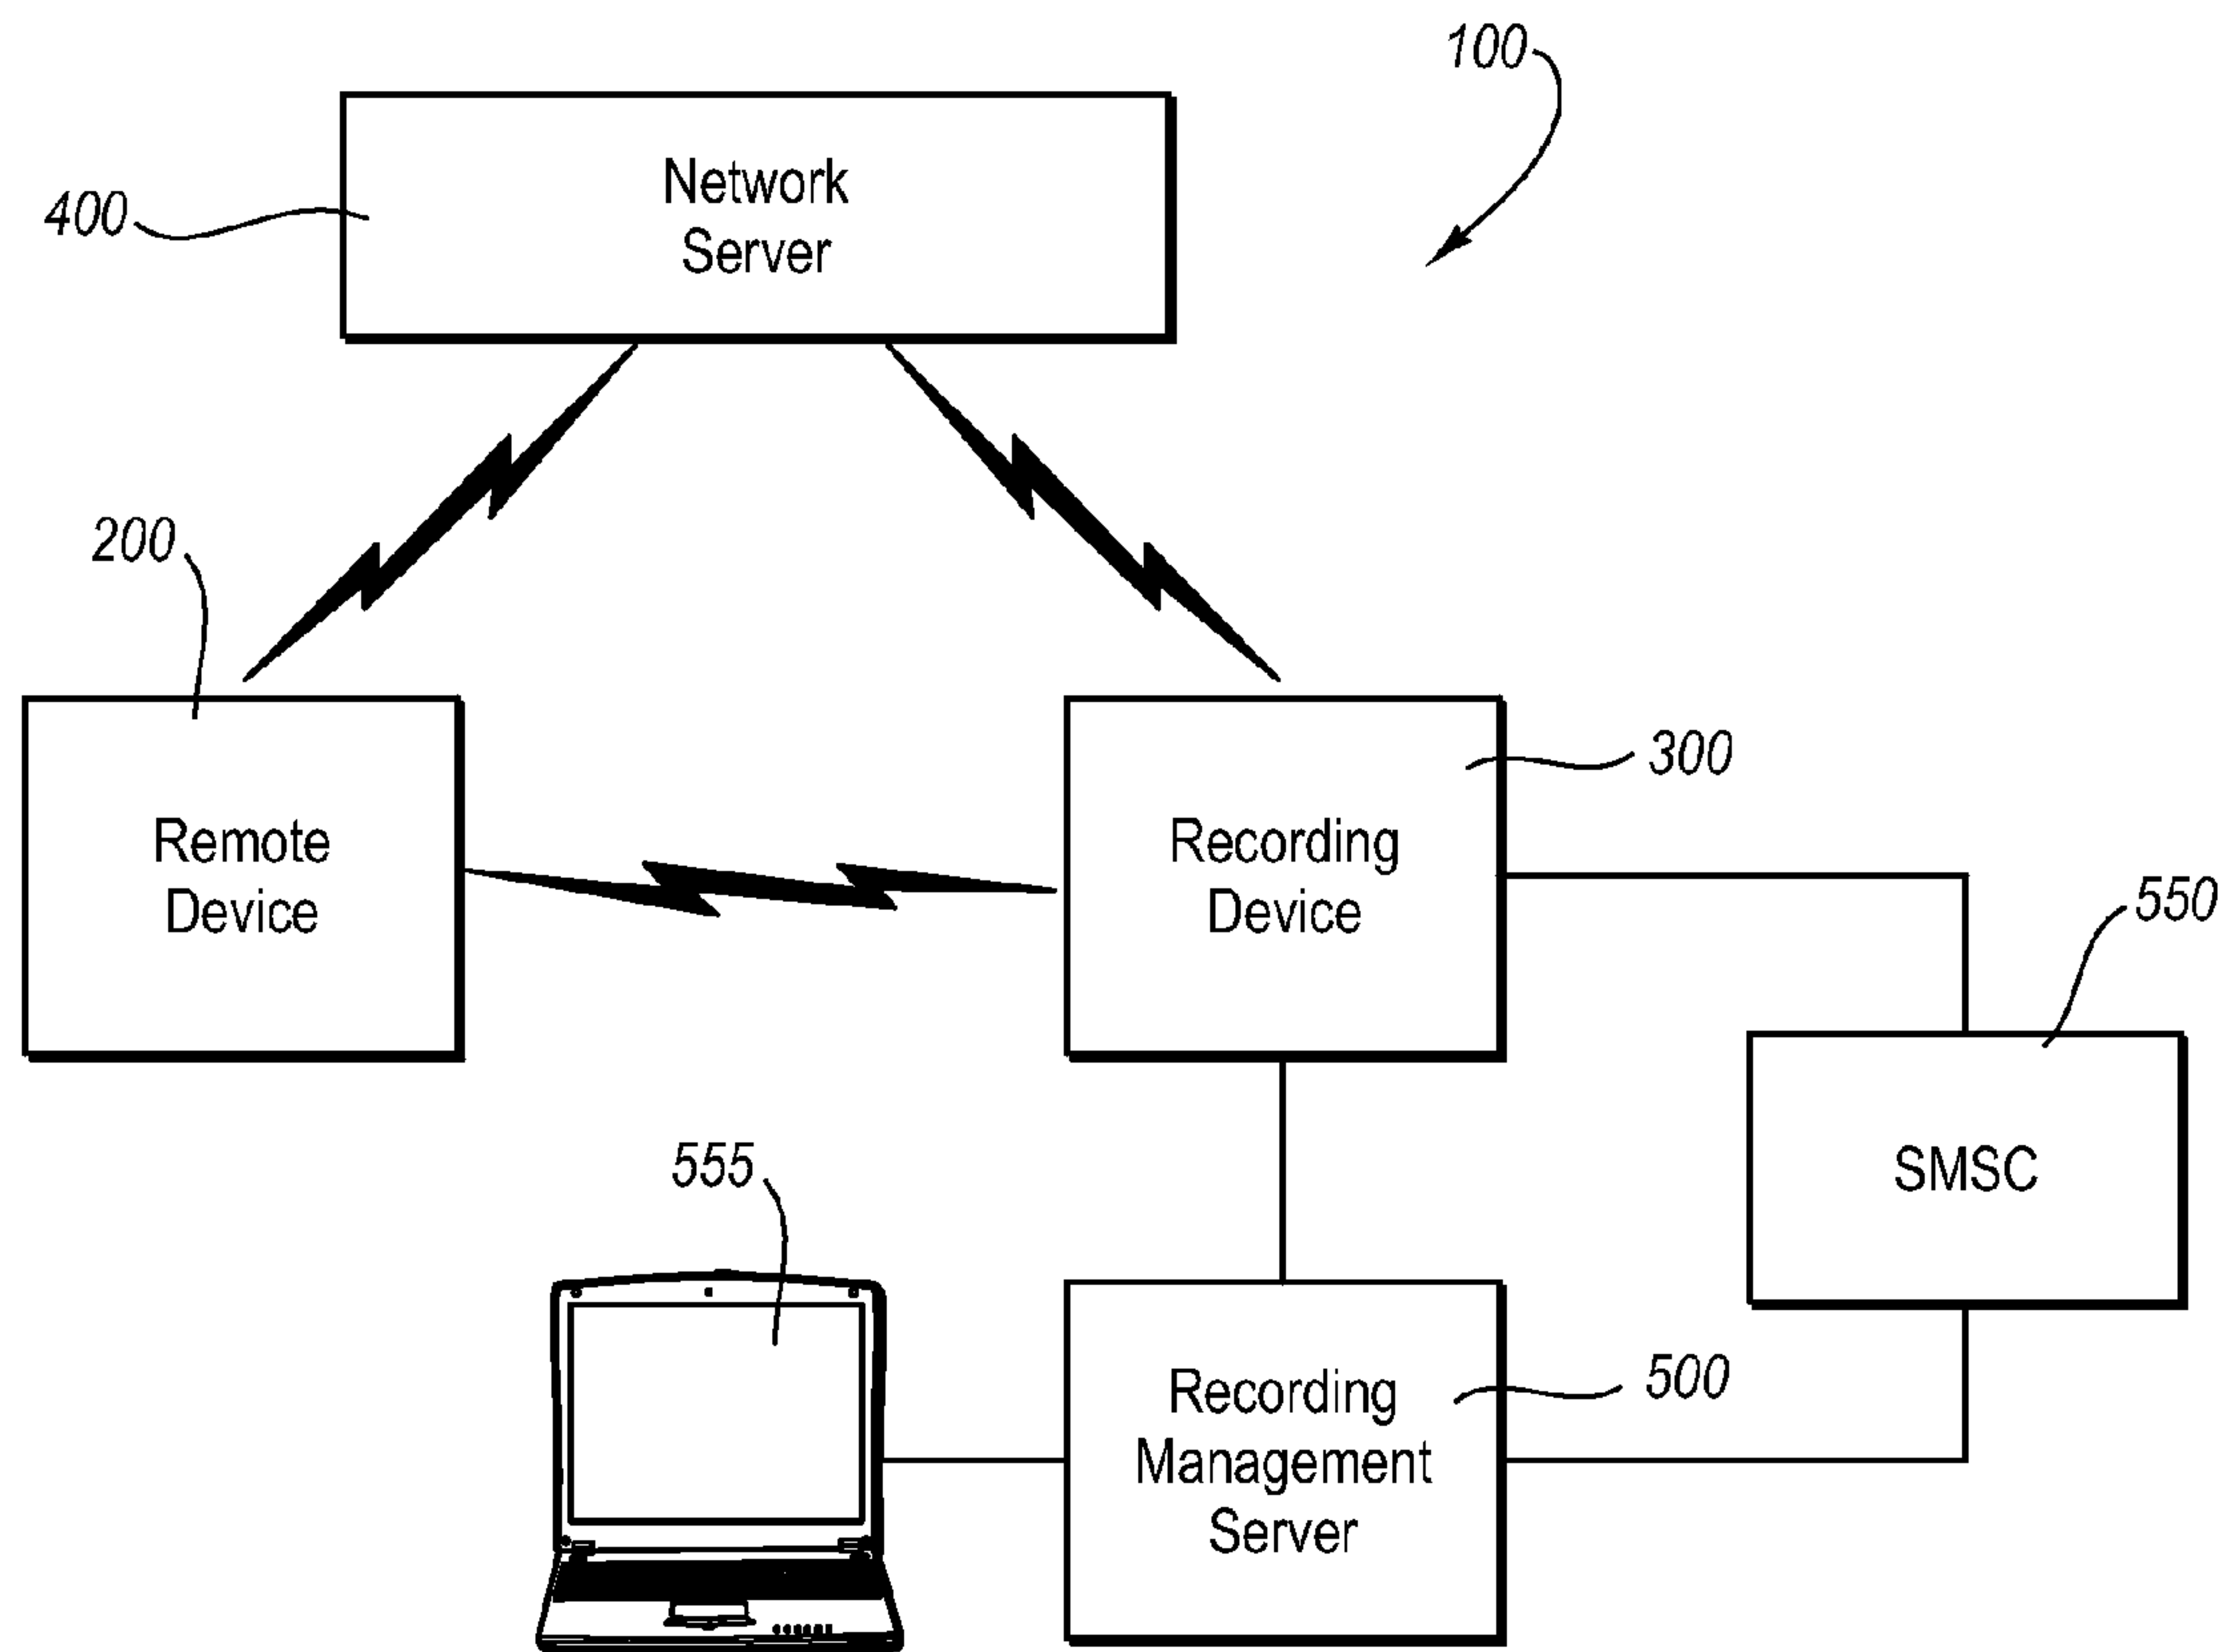 100
Network
Server
400
200
Remote
Device
Recording
Device
300
550
SMSC
555
Recording
Management
Server
500